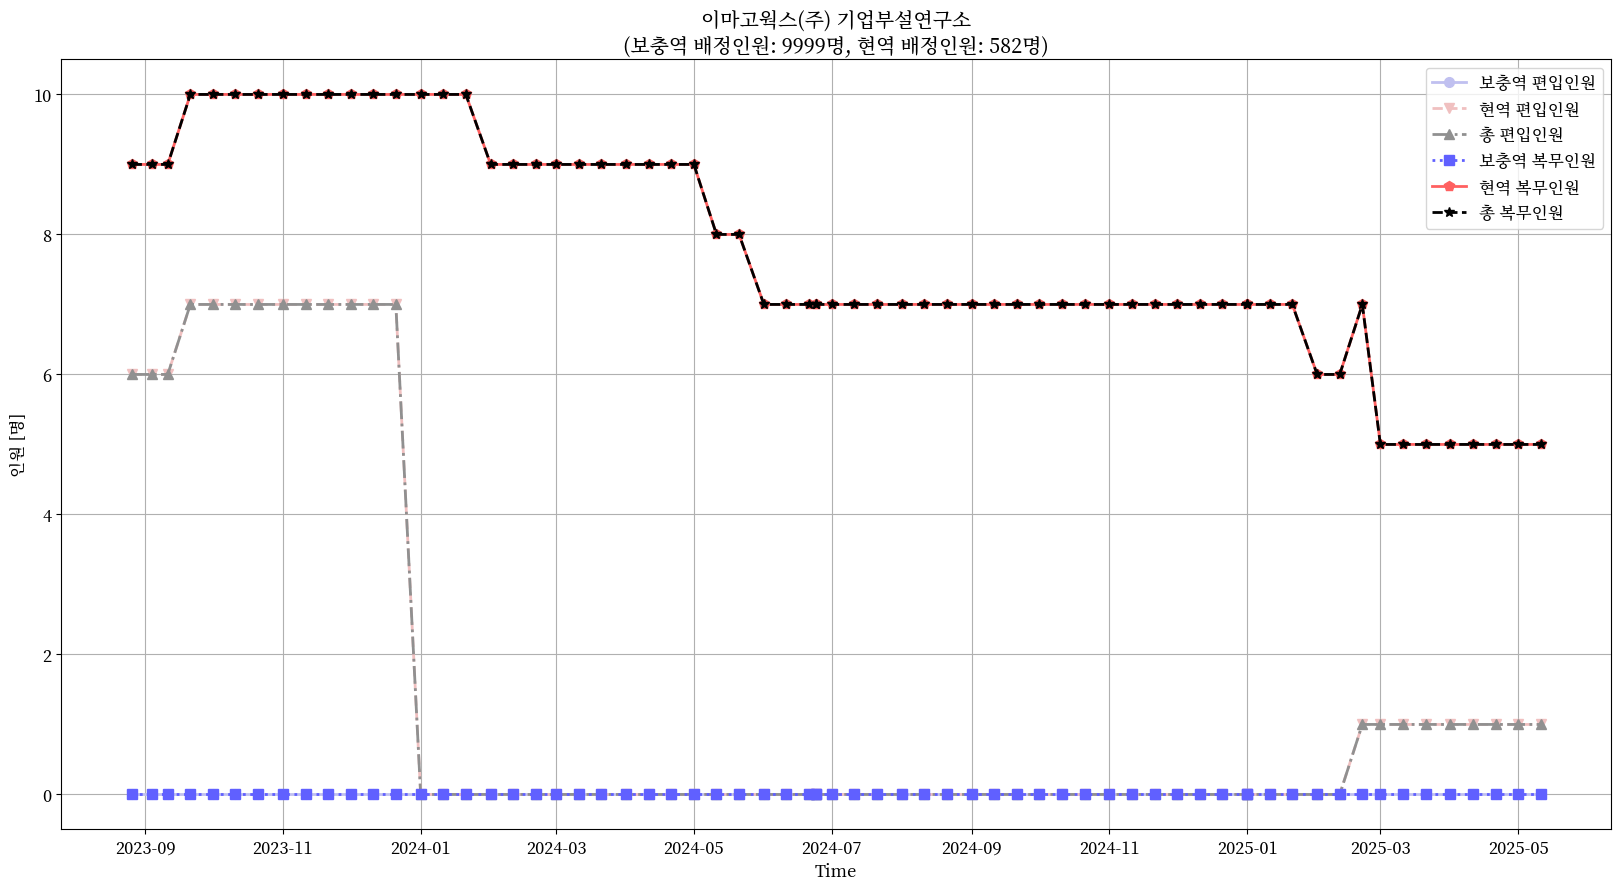 이마고웍스(주) 기업부설연구소
(보충역 배정인원: 9999명, 현역 배정인원: 582명)
보충역 편입인원
현역 편입인원
총 편입인원
보충역 복무인원
현역 복무인원
총 복무인원
인원 [명]
10
8
6
4
2
0
2023-09
2023-11
2024-01
2024-03
2024-05
2024-07
2024-09
2024-11
2025-01
2025-03
2025-05
Time